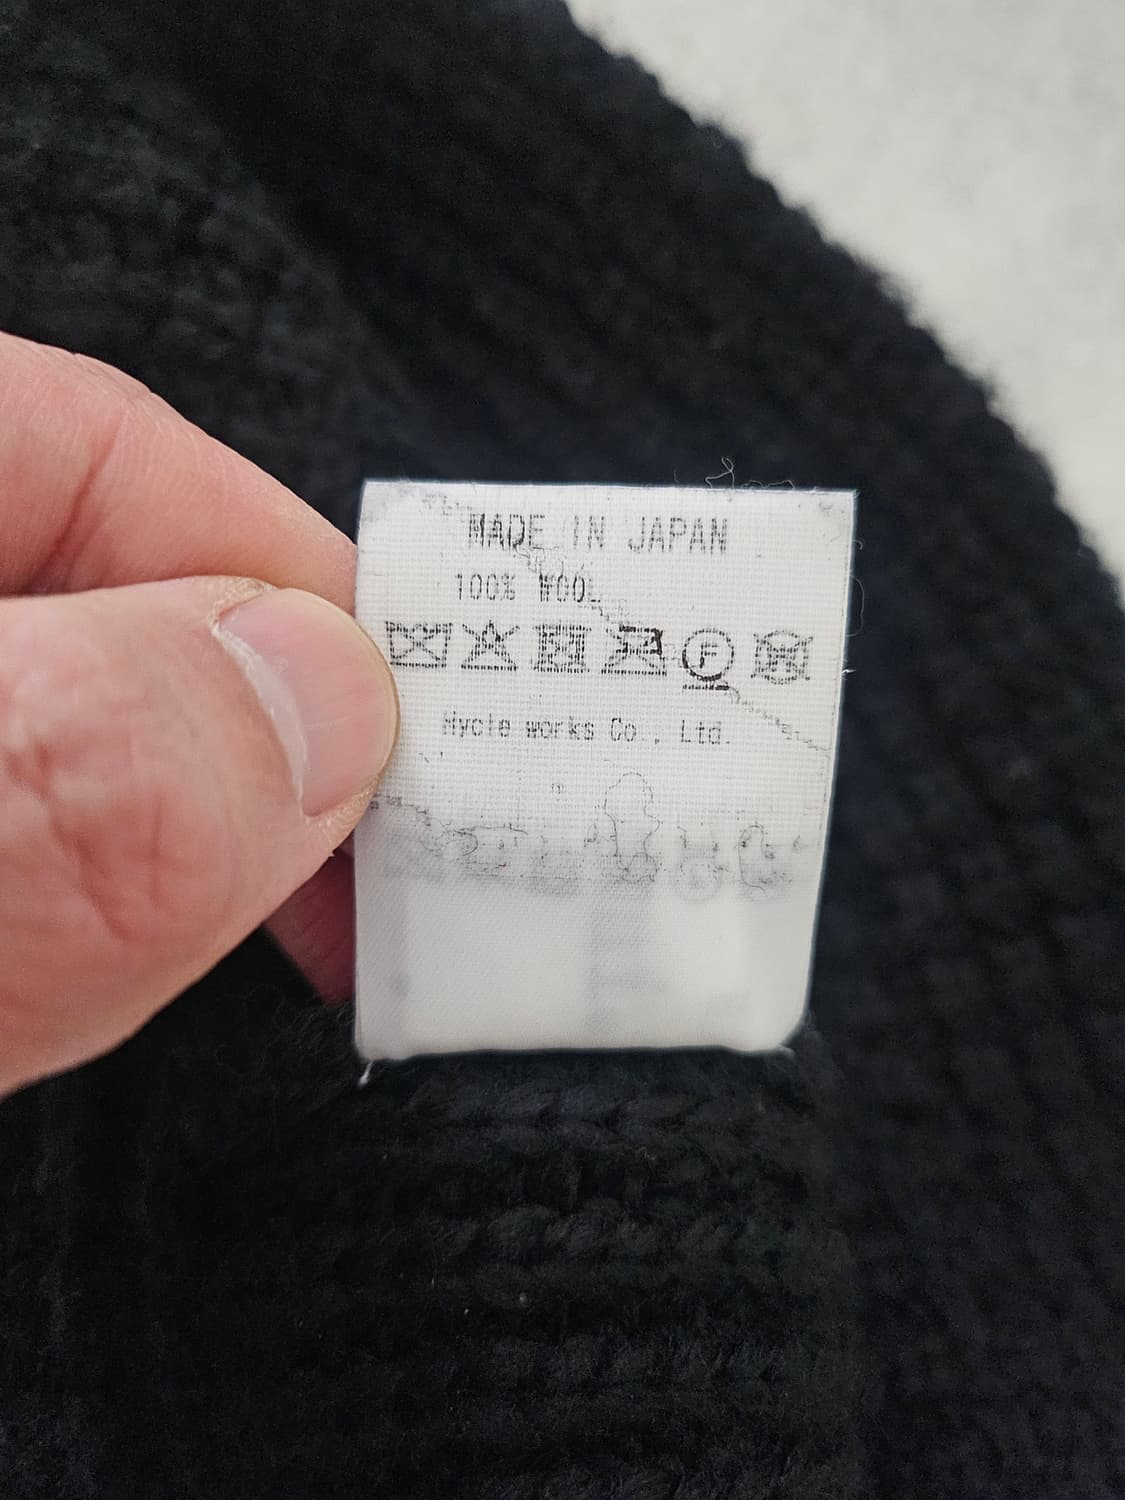 MADE IN JAPAN
100% WOOL
F
W
Hycle works Co., Ltd.